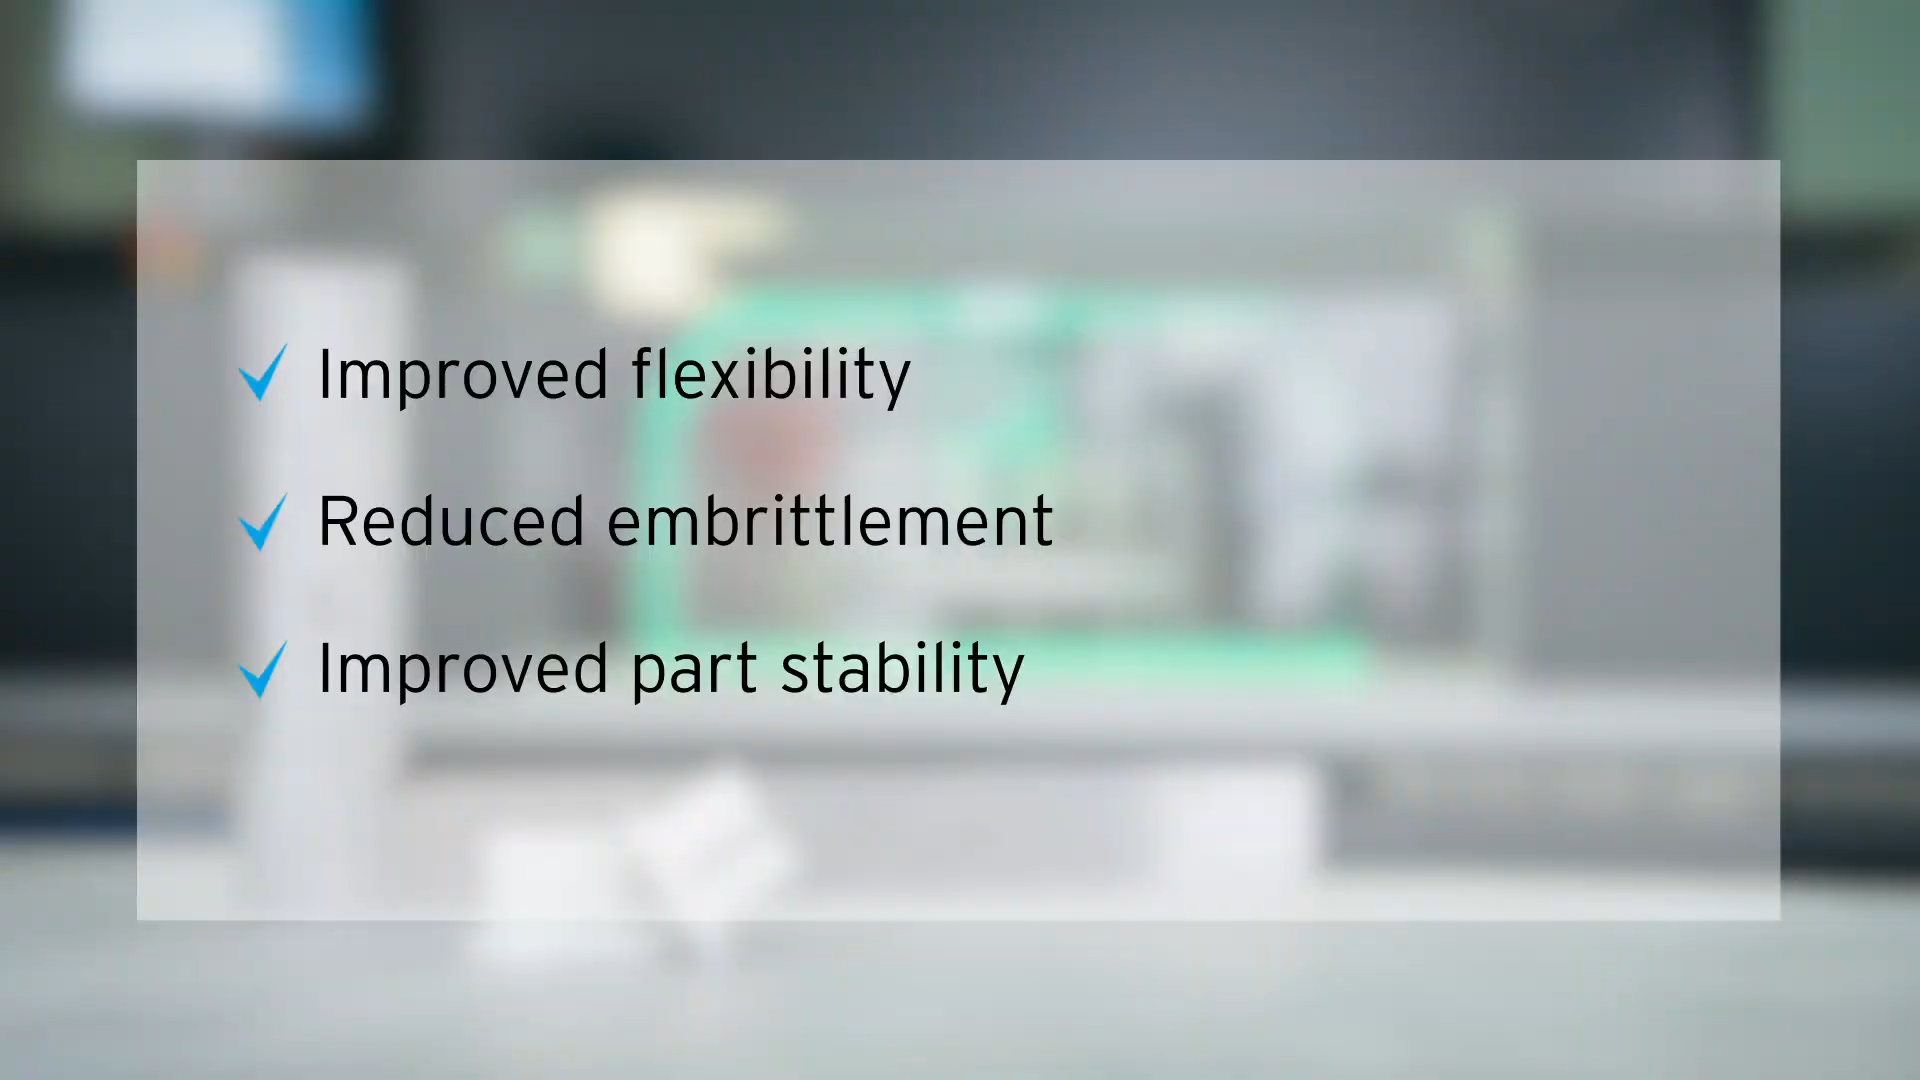 Improved flexibility
Reduced embrittlement
Improved part stability